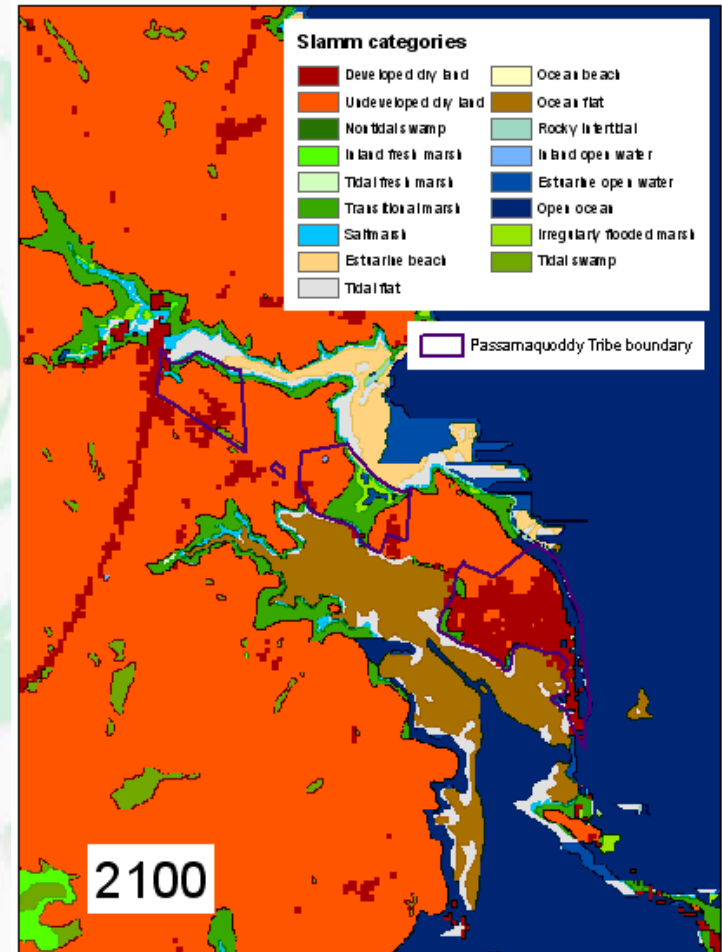 Slamm categories
Developed dry land
Undeveloped dry land
Nontidal swamp
Inland fresh marsh
Tidal fresh marsh
Transitional marsh
Saltmarsh
Estuarine beach
Tidal flat
Ocean beach
Ocean flat
Rocky intertidal
Inland open water
Estuarine open water
Open ocean
Irregularly flooded marsh
Tidal swamp
Passamaquoddy Tribe boundary
2100